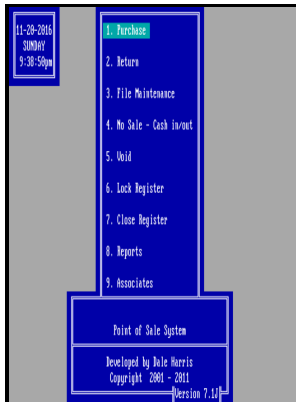 11-20-2016
SUNDAY
9:38:50pm
1. Purchase
2. Return
3. File Maintenance
4. No Sale - Cash in/out
5. Void
6. Lock Register
7. Close Register
8. Reports
9. Associates
Point of Sale System
Developed by Dale Harris
Copyright 2001 - 2011
Version 7.1J